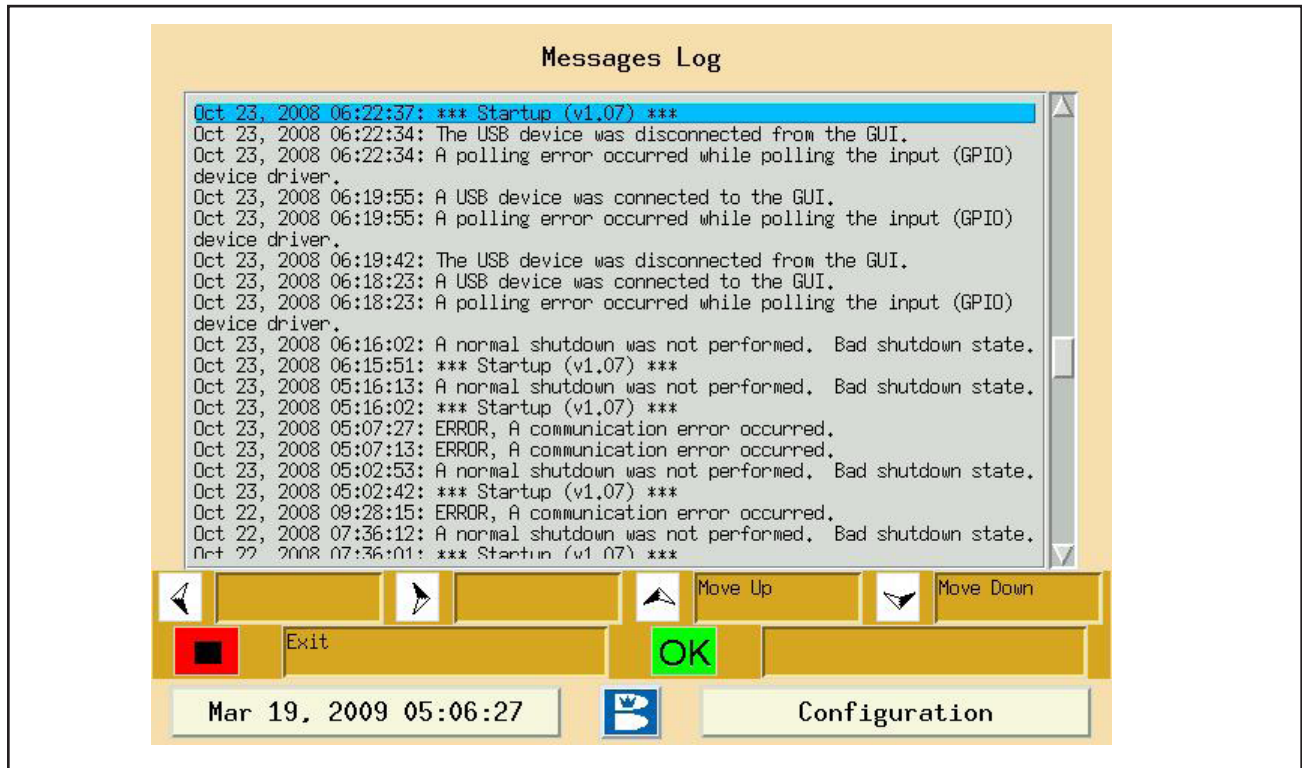 Messages Log
Oct 23, 2008 06:22:37: *** Startup (v1.07) ***
Oct 23, 2008 06:22:34: The USB device was disconnected from the GUI.
Oct 23, 2008 06:22:34: A polling error occurred while polling the input (GPIO)
device driver.
Oct 23, 2008 06:19:55: A USB device was connected to the GUI.
Oct 23, 2008 06:19:55: A polling error occurred while polling the input (GPIO)
device driver.
Oct 23, 2008 06:19:42: The USB device was disconnected from the GUI.
Oct 23, 2008 06:18:23: A USB device was connected to the GUI.
Oct 23, 2008 06:18:23: A polling error occurred while polling the input (GPIO)
device driver.
Oct 23, 2008 06:16:02: A normal shutdown was not performed.  Bad shutdown state.
Oct 23, 2008 06:15:51: *** Startup (v1.07) ***
Oct 23, 2008 05:16:13: A normal shutdown was not performed.  Bad shutdown state.
Oct 23, 2008 05:16:02: *** Startup (v1.07) ***
Oct 23, 2008 05:07:27: ERROR, A communication error occurred.
Oct 23, 2008 05:07:13: ERROR, A communication error occurred.
Oct 23, 2008 05:02:53: A normal shutdown was not performed.  Bad shutdown state.
Oct 23, 2008 05:02:42: *** Startup (v1.07) ***
Oct 22, 2008 09:28:15: ERROR, A communication error occurred.
Oct 22, 2008 07:36:12: A normal shutdown was not performed.  Bad shutdown state.
Oct 22, 2008 07:36:01: *** Startup (v1.07) ***
Move Up
Move Down
Exit
OK
Mar 19, 2009 05:06:27
B
Configuration